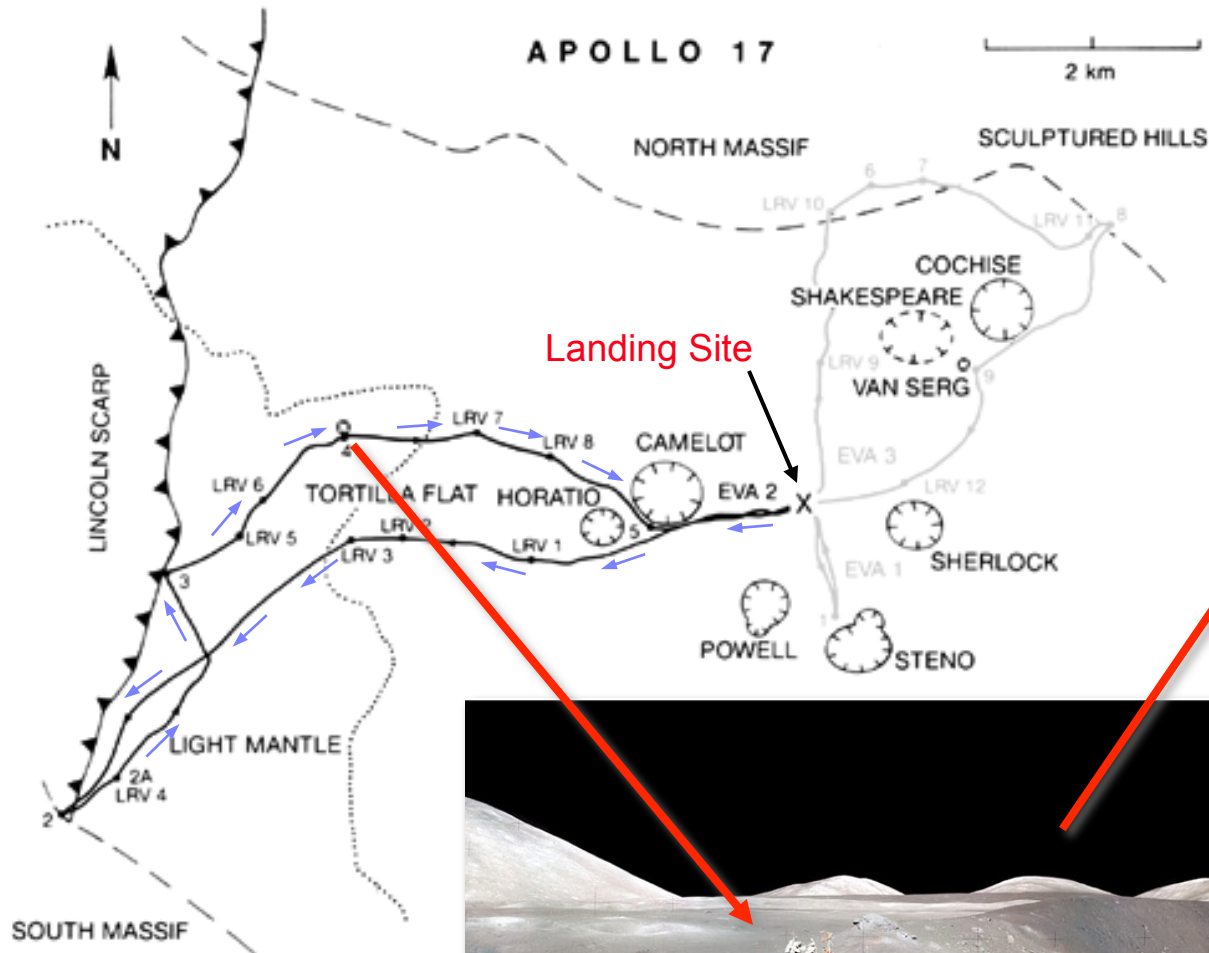 APOLLO 17
2 km
N
NORTH MASSIF
SCULPTURED HILLS
6
7
LRV 10
LRV 11
8
COCHISE
SHAKESPEARE
Landing Site
LRV 9
VAN SERG
9
LINCOLN SCARP
LRV 7
4
LRV 8
CAMELOT
EVA 3
LRV 6
TORTILLA FLAT
HORATIO
EVA 2
X
LRV 12
LRV 5
LRV 2
5
LRV 3
LRV 1
SHERLOCK
3
EVA 1
1
POWELL
STENO
LIGHT MANTLE
2A
LRV 4
2
SOUTH MASSIF